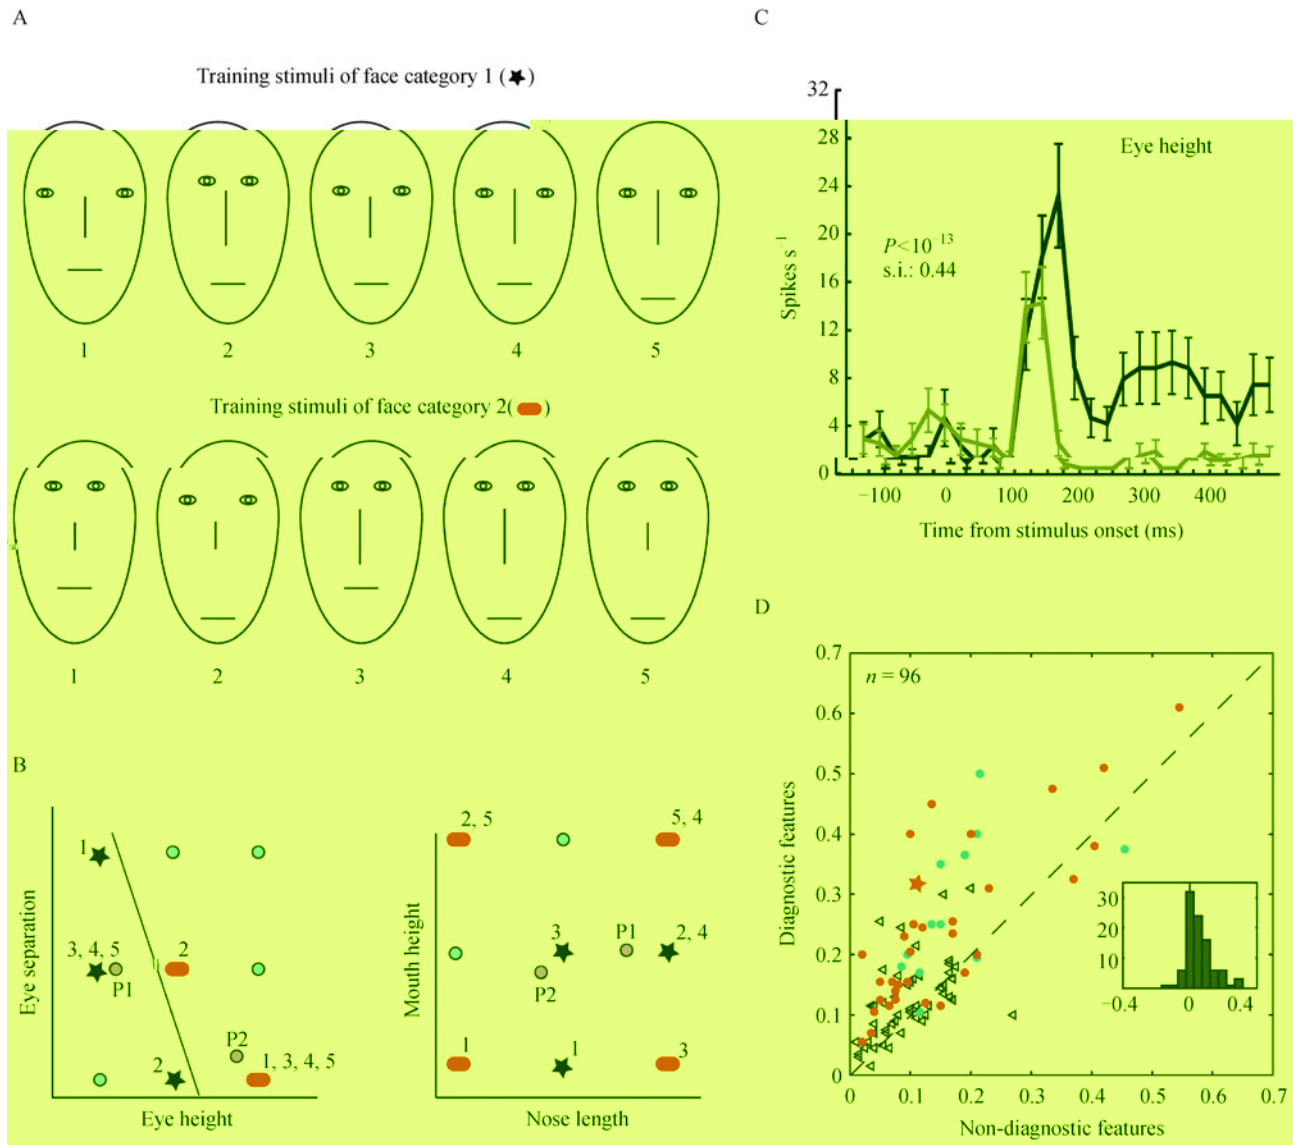 A
Training stimuli of face category 1 (★)
1 2 3 4 5
Training stimuli of face category 2( )
1 2 3 4 5
B
Eye separation
1
3, 4, 5
P1
2
2
P2
1, 3, 4, 5
Eye height
Mouth height
2, 5
5, 4
3
P1
2, 4
P2
1
1
3
Nose length
C
Spikes s⁻¹
32
28
24
20
16
12
8
4
0
Eye height
P<10⁻¹³
s.i.: 0.44
−100 0 100 200 300 400
Time from stimulus onset (ms)
D
Diagnostic features
0.7
0.6
0.5
0.4
0.3
0.2
0.1
0
n = 96
30
20
10
−0.4 0 0.4
0 0.1 0.2 0.3 0.4 0.5 0.6 0.7
Non-diagnostic features